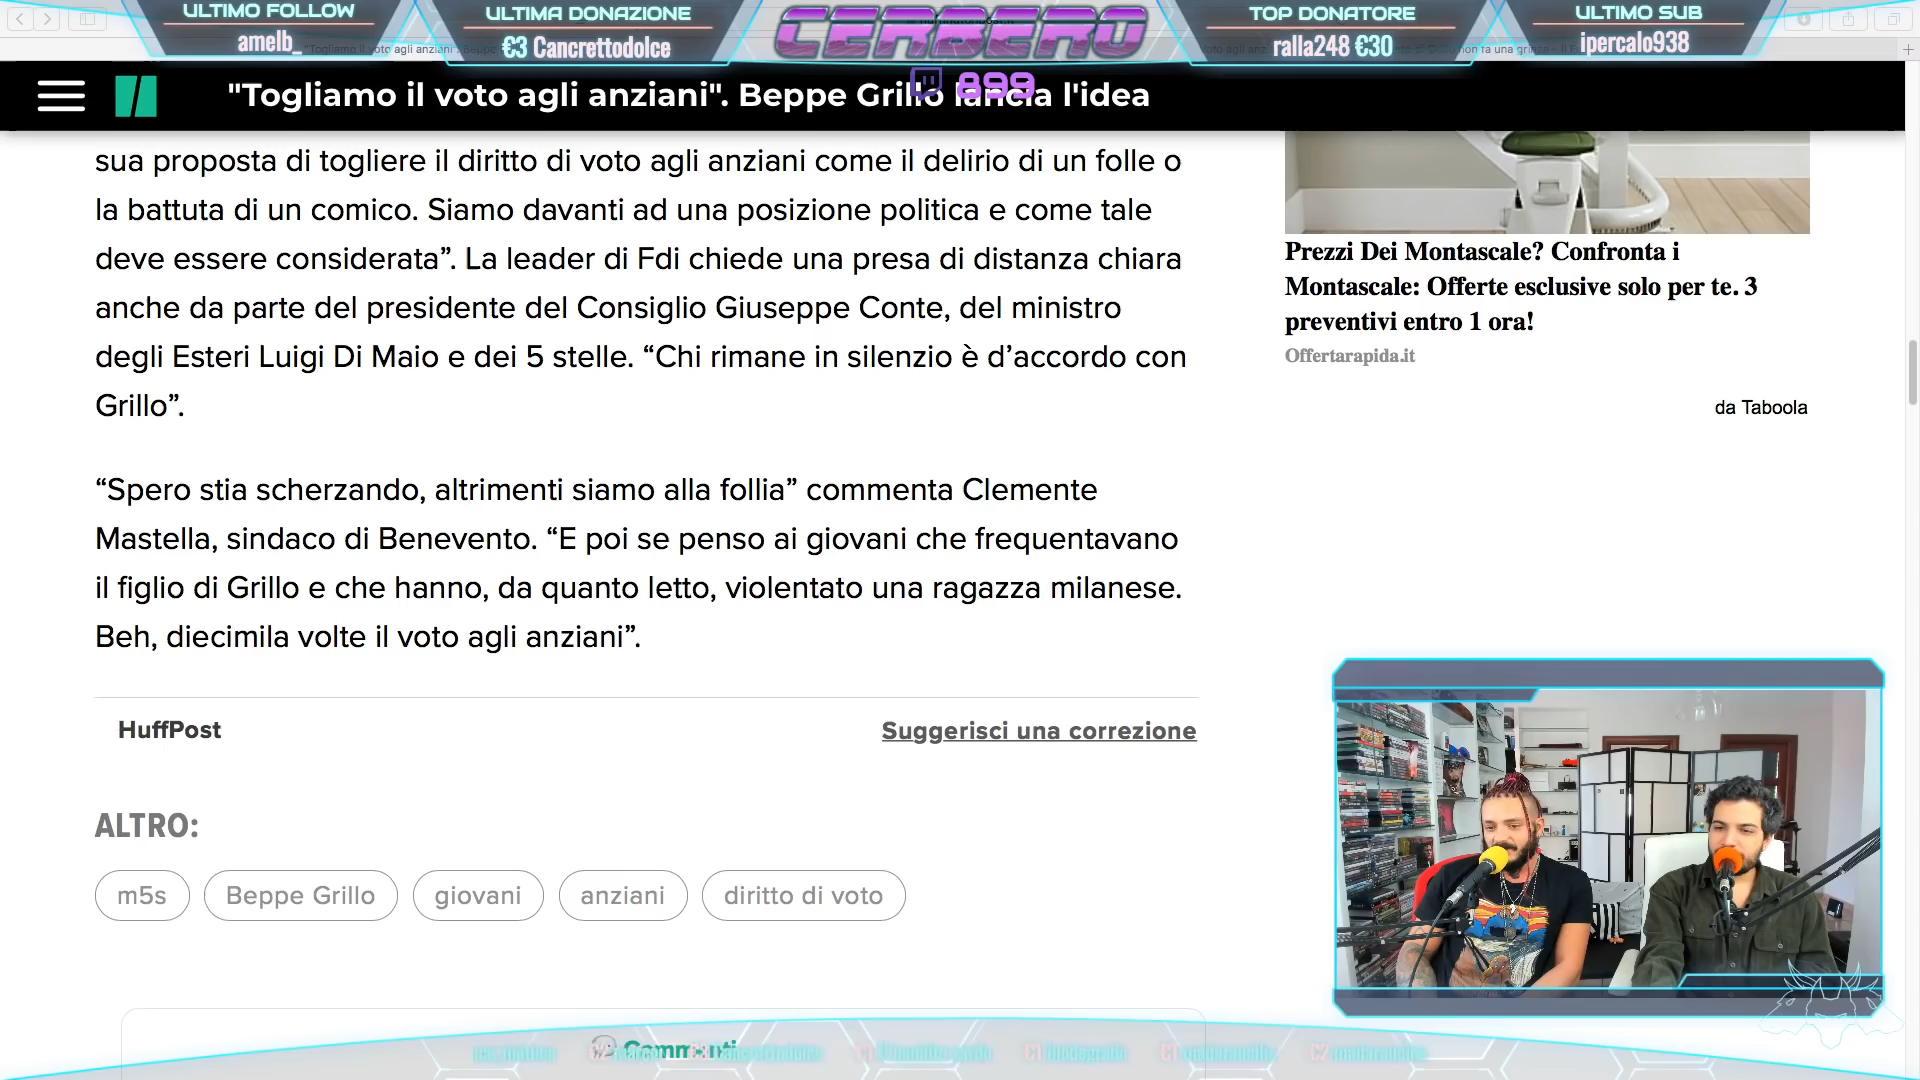 ULTIMO FOLLOW
amelb_
ULTIMA DONAZIONE
€3 Cancrettodolce
CERBERO
899
TOP DONATORE
ralla248 €30
ULTIMO SUB
ipercalo938
"Togliamo il voto agli anziani". Beppe Grillo lancia l'idea
sua proposta di togliere il diritto di voto agli anziani come il delirio di un folle o
la battuta di un comico. Siamo davanti ad una posizione politica e come tale
deve essere considerata”. La leader di Fdi chiede una presa di distanza chiara
anche da parte del presidente del Consiglio Giuseppe Conte, del ministro
degli Esteri Luigi Di Maio e dei 5 stelle. “Chi rimane in silenzio è d’accordo con
Grillo”.
“Spero stia scherzando, altrimenti siamo alla follia” commenta Clemente
Mastella, sindaco di Benevento. “E poi se penso ai giovani che frequentavano
il figlio di Grillo e che hanno, da quanto letto, violentato una ragazza milanese.
Beh, diecimila volte il voto agli anziani”.
HuffPost
Suggerisci una correzione
ALTRO:
m5s
Beppe Grillo
giovani
anziani
diritto di voto
Prezzi Dei Montascale? Confronta i
Montascale: Offerte esclusive solo per te. 3
preventivi entro 1 ora!
Offertarapida.it
da Taboola
Commenti